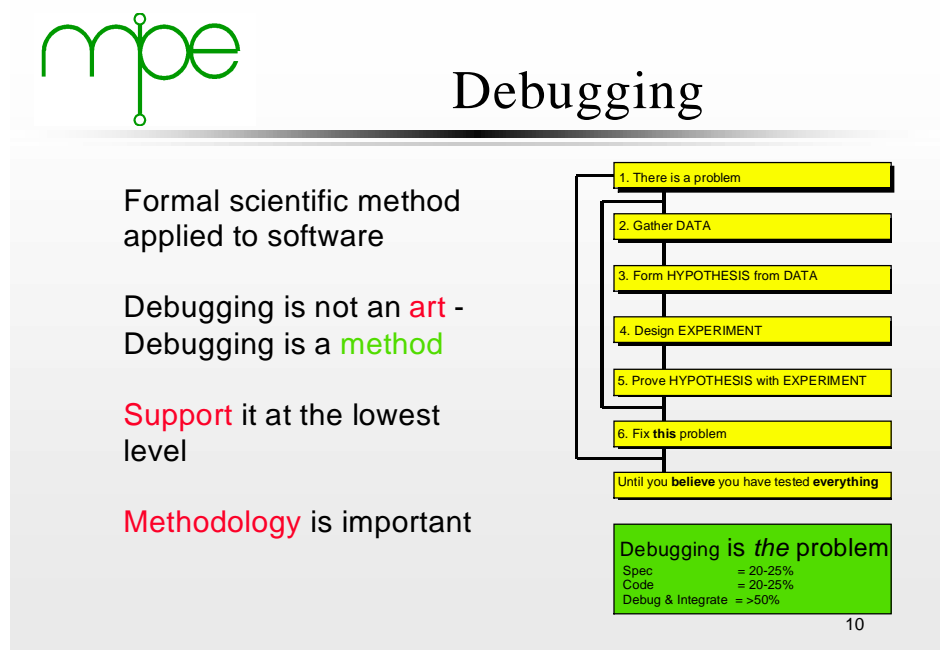 mpe
Debugging
Formal scientific method
applied to software
Debugging is not an art -
Debugging is a method
Support it at the lowest
level
Methodology is important
1. There is a problem
2. Gather DATA
3. Form HYPOTHESIS from DATA
4. Design EXPERIMENT
5. Prove HYPOTHESIS with EXPERIMENT
6. Fix this problem
Until you believe you have tested everything
Debugging is the problem
Spec = 20-25%
Code = 20-25%
Debug & Integrate = >50%
10